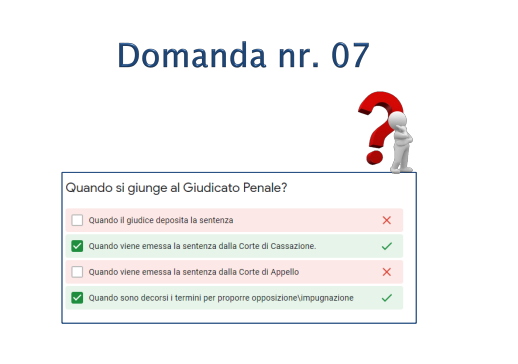 Domanda nr. 07
Quando si giunge al Giudicato Penale?
Quando il giudice deposita la sentenza
Quando viene emessa la sentenza dalla Corte di Cassazione.
Quando viene emessa la sentenza dalla Corte di Appello
Quando sono decorsi i termini per proporre opposizione\impugnazione